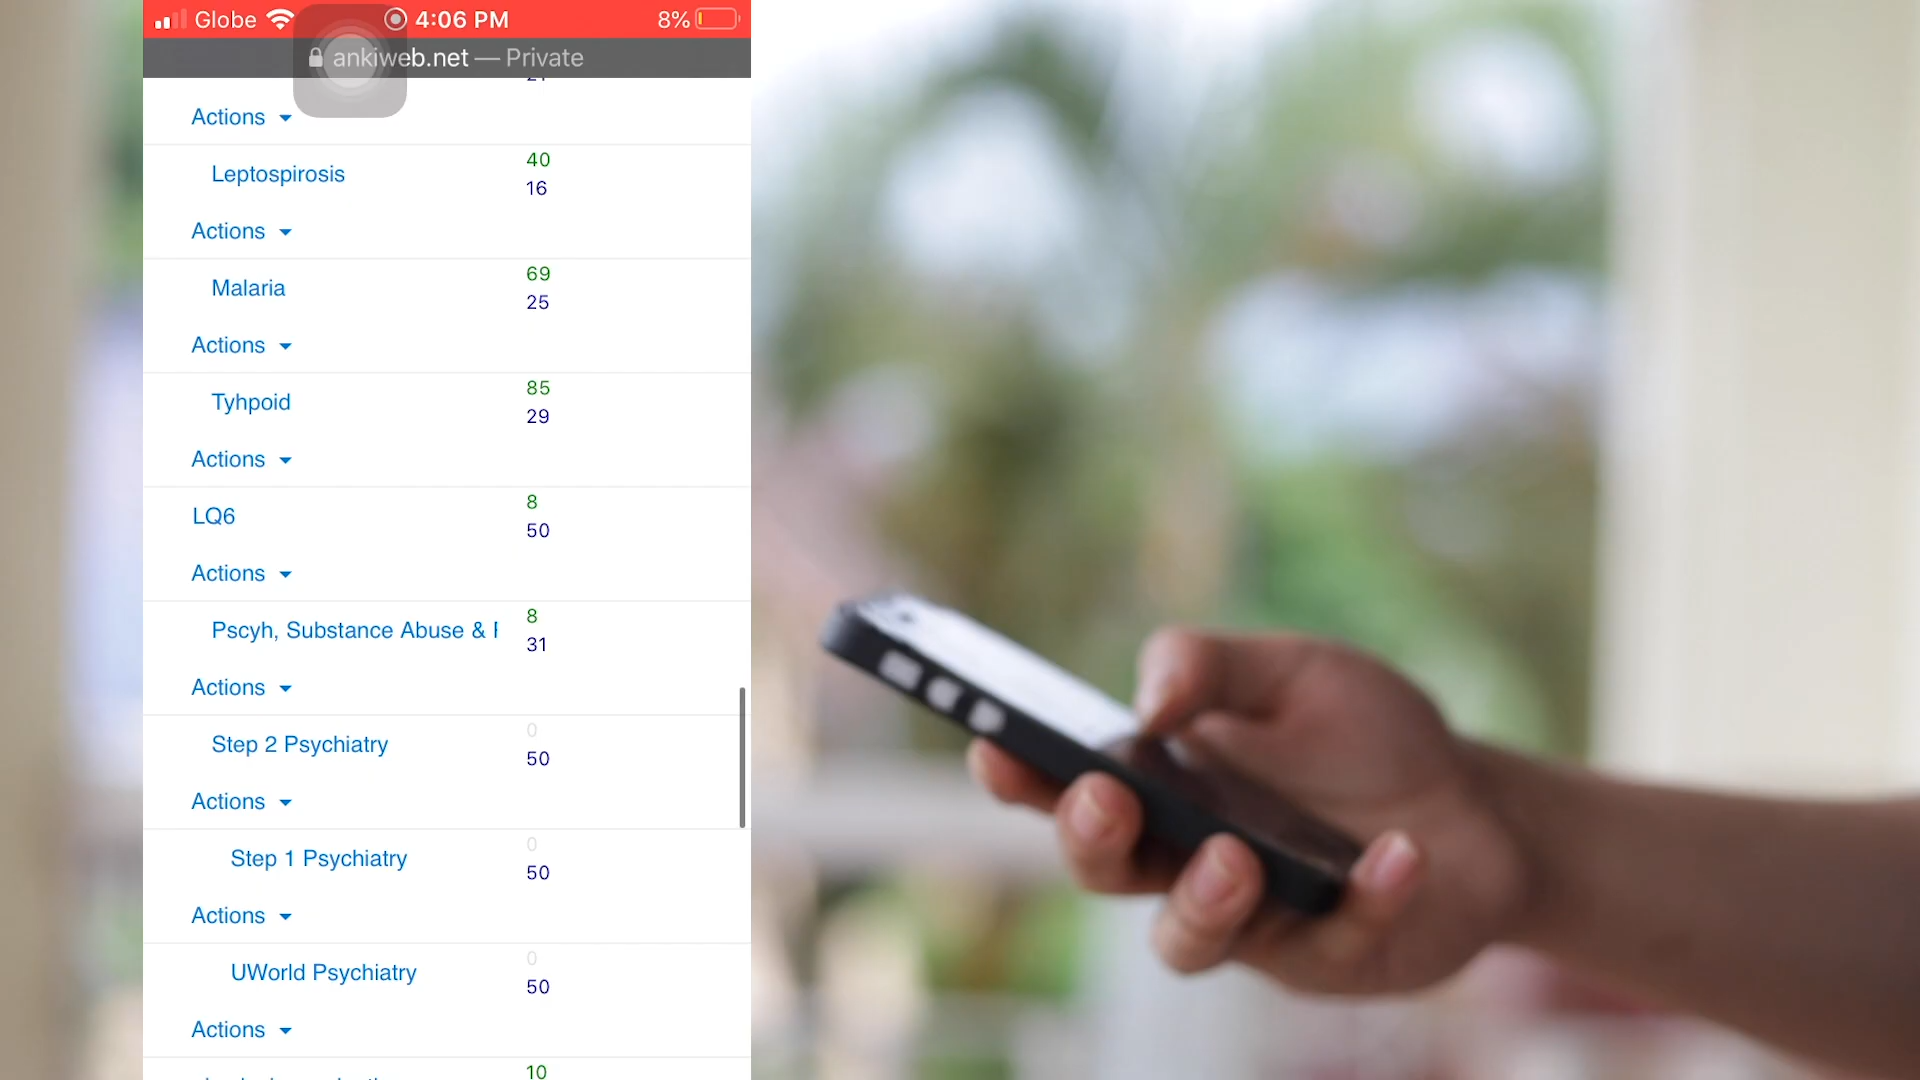 Globe 4:06 PM 8%
ankiweb.net — Private
Actions
Leptospirosis 40
16
Actions
Malaria 69
25
Actions
Tyhpoid 85
29
Actions
LQ6 8
50
Actions
Pscyh, Substance Abuse & 8
31
Actions
Step 2 Psychiatry 0
50
Actions
Step 1 Psychiatry 0
50
Actions
UWorld Psychiatry 0
50
Actions
10